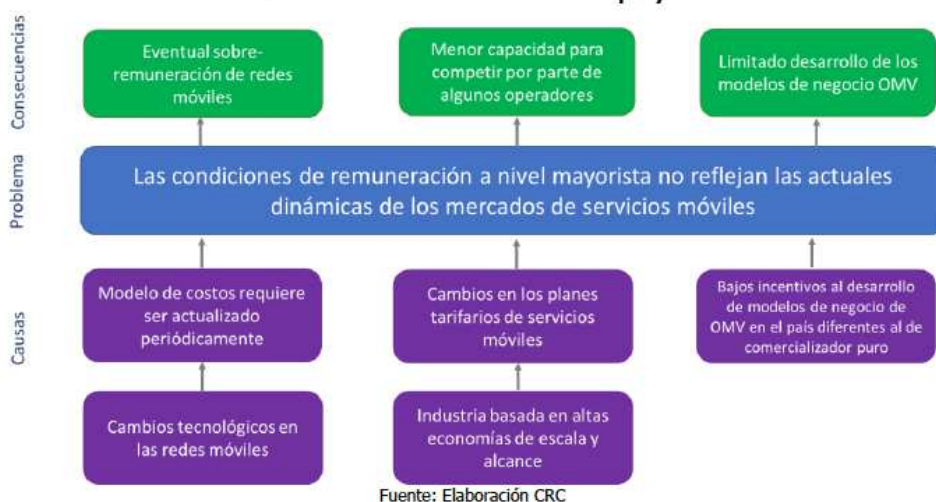 Consecuencias
Eventual sobre-
remuneración de redes
móviles
Menor capacidad para
competir por parte de
algunos operadores
Limitado desarrollo de los
modelos de negocio OMV
Problema
Las condiciones de remuneración a nivel mayorista no reflejan las actuales
dinámicas de los mercados de servicios móviles
Causas
Modelo de costos requiere
ser actualizado
periódicamente
Cambios en los planes
tarifarios de servicios
móviles
Bajos incentivos al desarrollo
de modelos de negocio de
OMV en el país diferentes al de
comercializador puro
Cambios tecnológicos en
las redes móviles
Industria basada en altas
economías de escala y
alcance
Fuente: Elaboración CRC